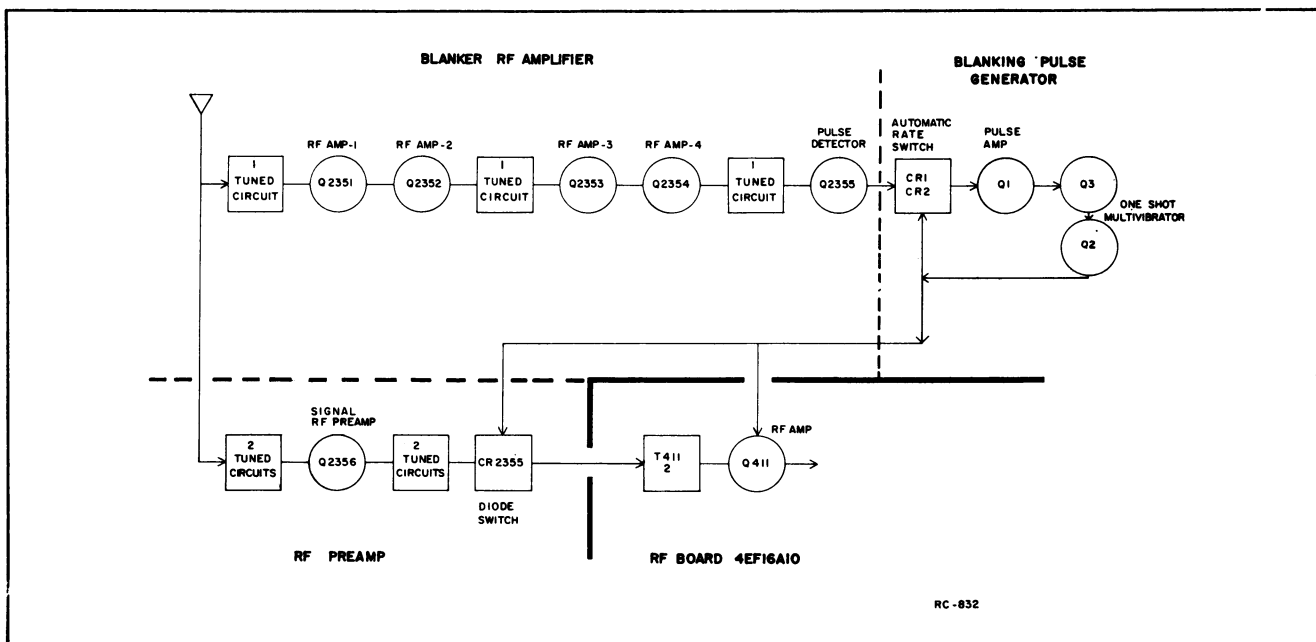 BLANKER RF AMPLIFIER
BLANKING PULSE
GENERATOR
RF AMP-1
RF AMP-2
RF AMP-3
RF AMP-4
PULSE
DETECTOR
AUTOMATIC
RATE
SWITCH
PULSE
AMP
1
TUNED
CIRCUIT
Q2351
Q2352
1
TUNED
CIRCUIT
Q2353
Q2354
1
TUNED
CIRCUIT
Q2355
CR1
CR2
Q1
Q3
ONE SHOT
MULTIVIBRATOR
Q2
SIGNAL
RF PREAMP
2
TUNED
CIRCUITS
Q2356
2
TUNED
CIRCUITS
CR2355
DIODE
SWITCH
T411
2
RF AMP
Q411
RF PREAMP
RF BOARD 4EF16A10
RC-832